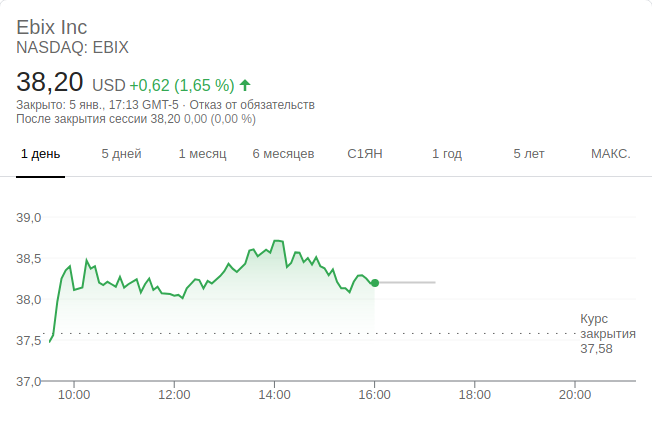 Ebix Inc
NASDAQ: EBIX
38,20 USD +0,62 (1,65 %)
Закрыто: 5 янв., 17:13 GMT-5 · Отказ от обязательств
После закрытия сессии 38,20 0,00 (0,00 %)
1 день 5 дней 1 месяц 6 месяцев С1ЯН 1 год 5 лет МАКС.
39,0
38,5
38,0
37,5
37,0
Курс
закрытия
37,58
10:00 12:00 14:00 16:00 18:00 20:00